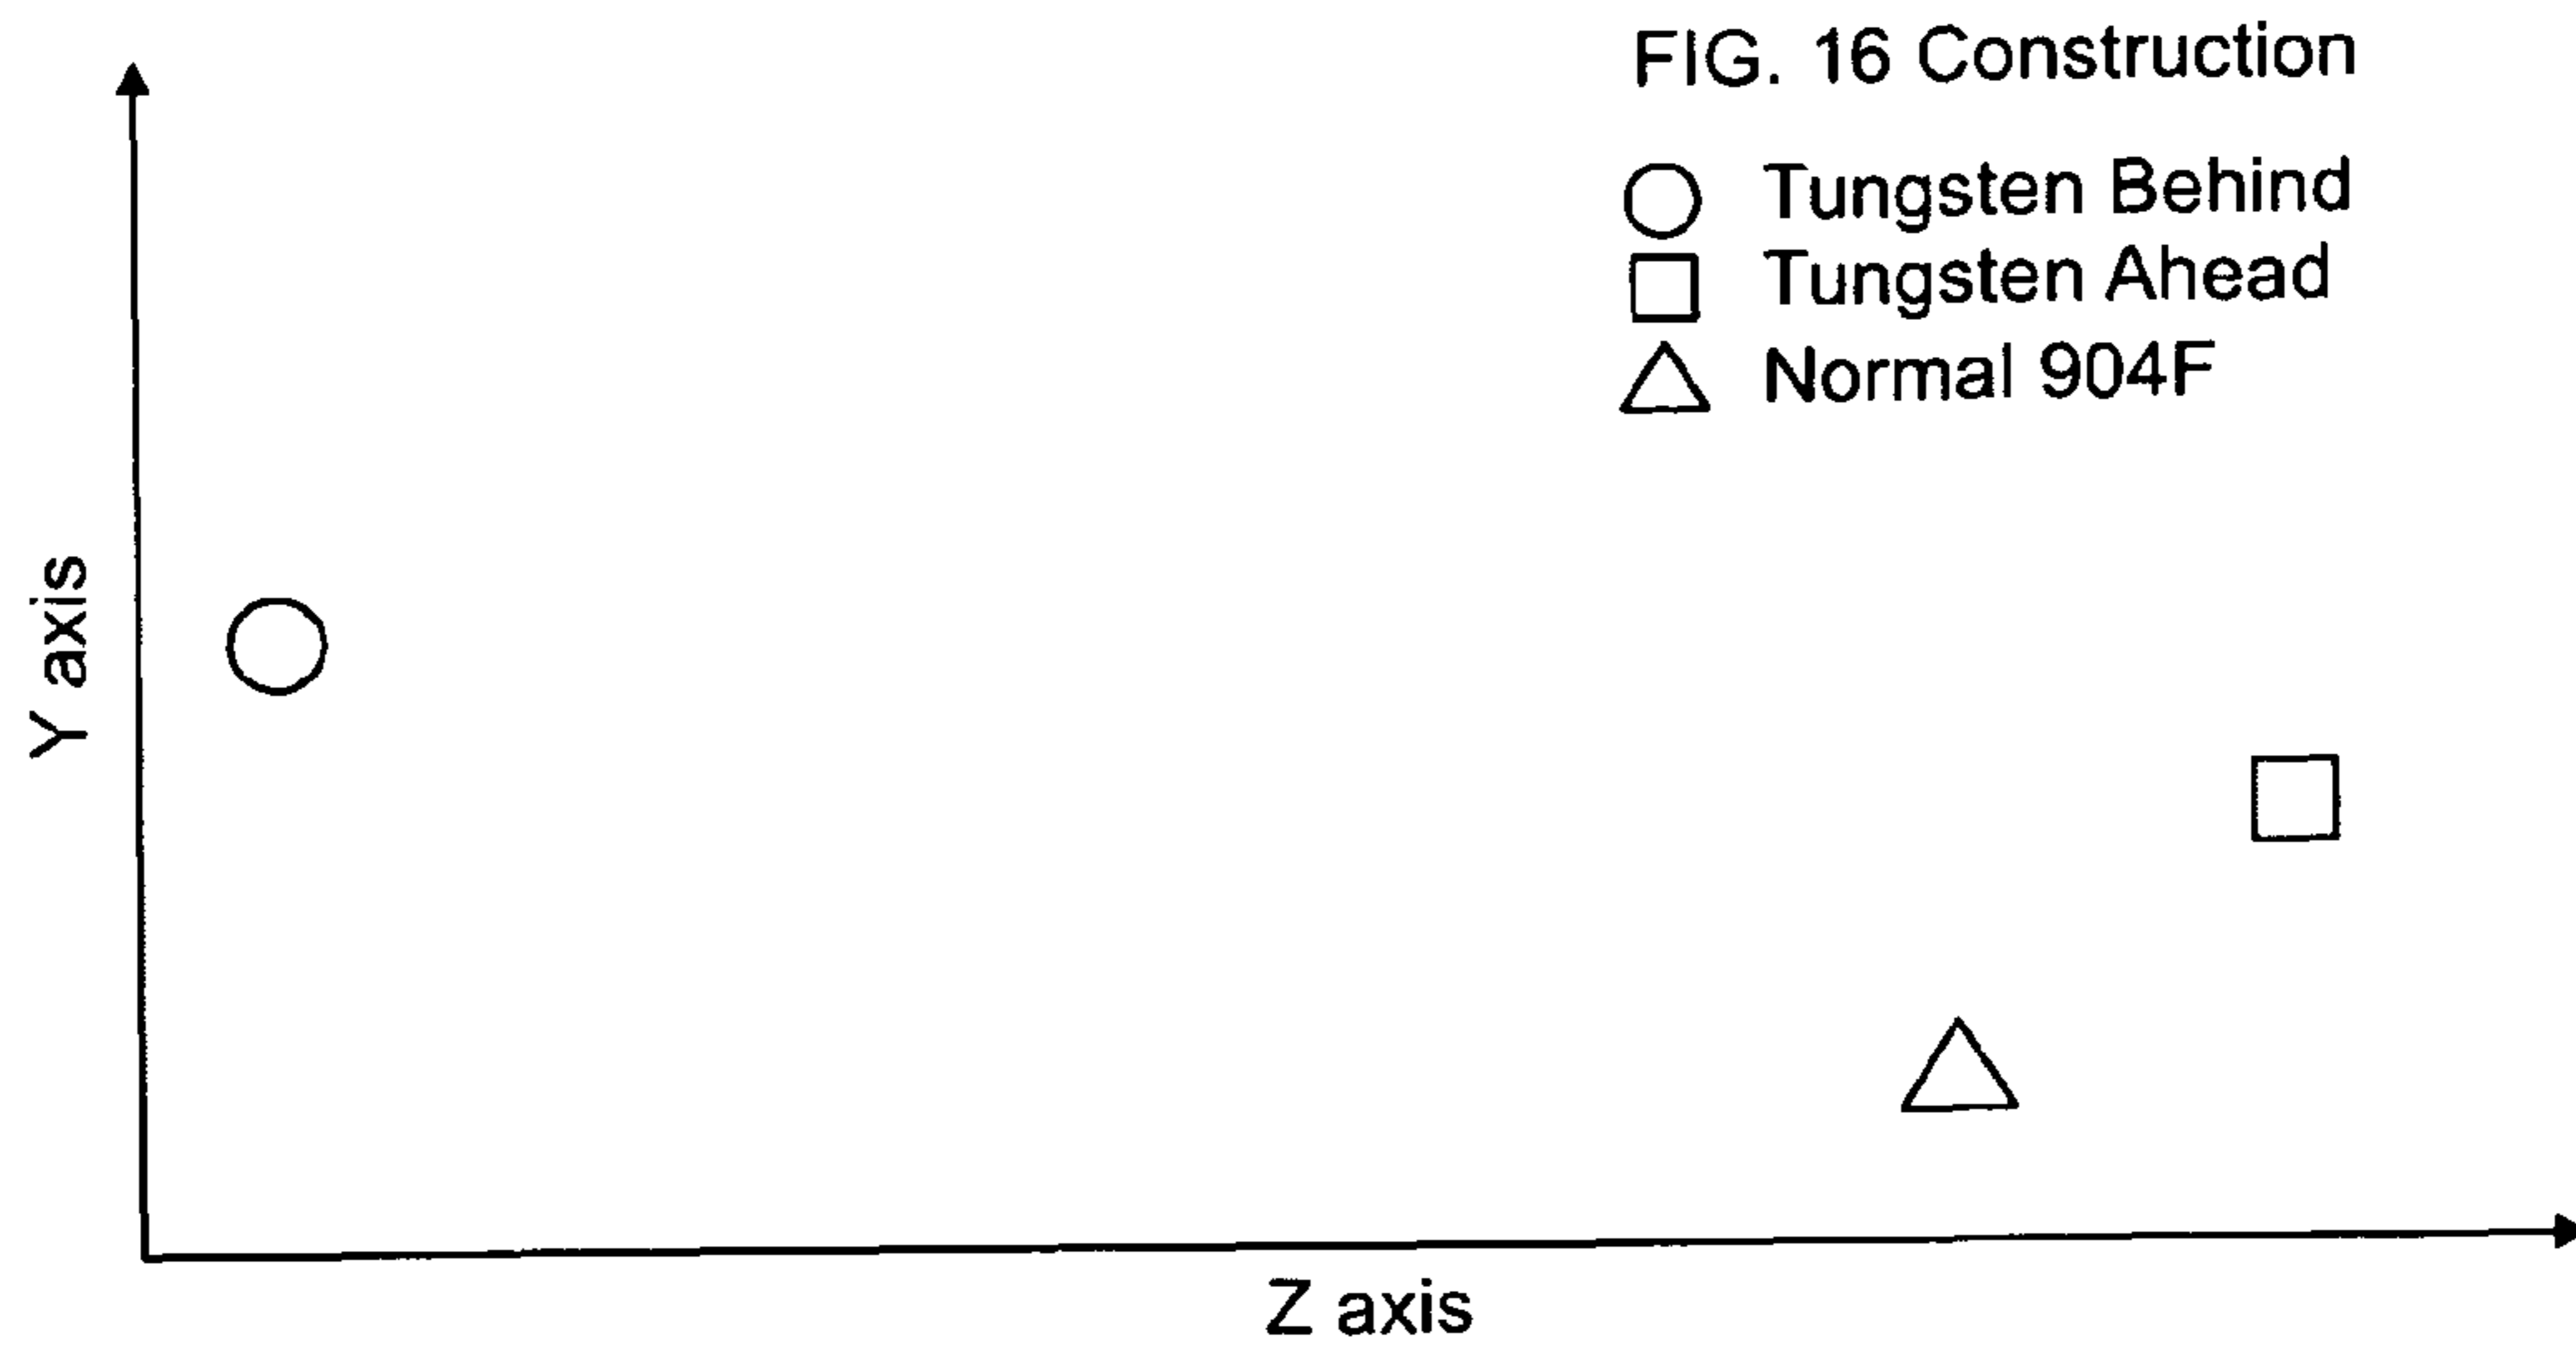 FIG. 16 Construction
Tungsten Behind
Tungsten Ahead
Normal 904F
Y axis
Z axis